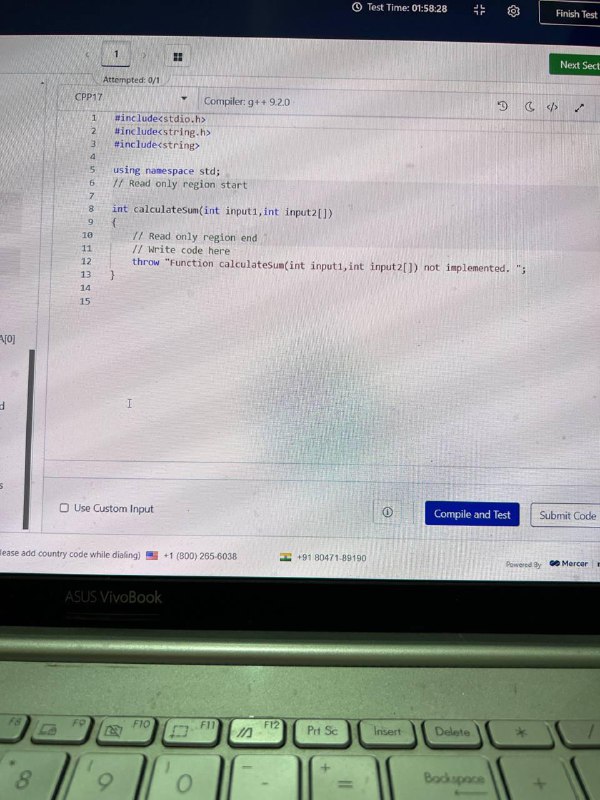 Test Time: 01:58:28
Finish Test
1
Next Sect
Attempted: 0/1
CPP17
Compiler: g++ 9.2.0
1 #include<stdio.h>
2 #include<string.h>
3 #include<string>
4
5 using namespace std;
6 // Read only region start
7
8 int calculateSum(int input1,int input2[])
9 {
10 // Read only region end
11 // Write code here
12 throw "Function calculateSum(int input1,int input2[]) not implemented. ";
13 }
14
15
A[0]
d
s
Use Custom Input
Compile and Test
Submit Code
lease add country code while dialing)
+1 (800) 265-6038
+91 80471-89190
Powered By
Mercer
ASUS VivoBook
F8
F9
F10
F11
F12
Prt Sc
Insert
Delete
*
/
* 8
( 9
) 0
- -
+ =
Backspace
+